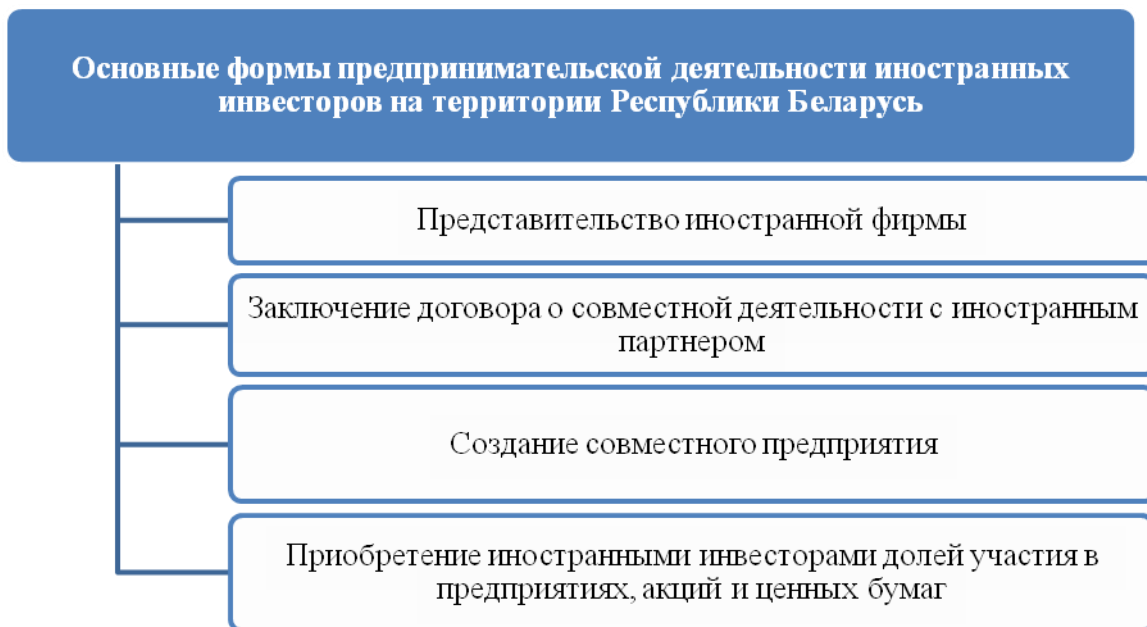 Основные формы предпринимательской деятельности иностранных
инвесторов на территории Республики Беларусь
Представительство иностранной фирмы
Заключение договора о совместной деятельности с иностранным
партнером
Создание совместного предприятия
Приобретение иностранными инвесторами долей участия в
предприятиях, акций и ценных бумаг